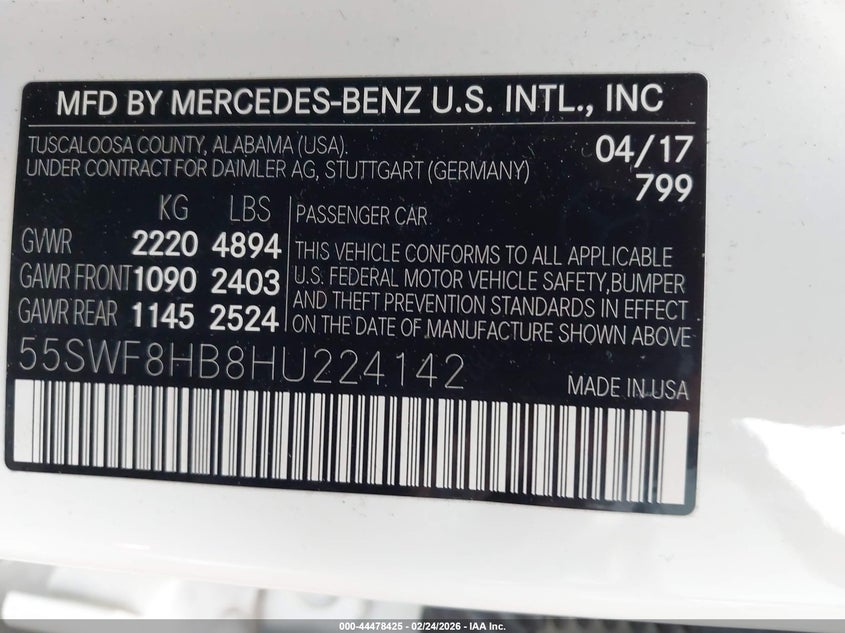 MFD BY MERCEDES-BENZ U.S. INTL., INC
TUSCALOOSA COUNTY, ALABAMA (USA).
UNDER CONTRACT FOR DAIMLER AG, STUTTGART (GERMANY)
04/17
799
KG LBS
GVWR 2220 4894
GAWR FRONT 1090 2403
GAWR REAR 1145 2524
PASSENGER CAR
THIS VEHICLE CONFORMS TO ALL APPLICABLE
U.S. FEDERAL MOTOR VEHICLE SAFETY,BUMPER
AND THEFT PREVENTION STANDARDS IN EFFECT
ON THE DATE OF MANUFACTURE SHOWN ABOVE
55SWF8HB8HU224142
MADE IN USA
000-44478425 - 02/24/2026 - IAA Inc.